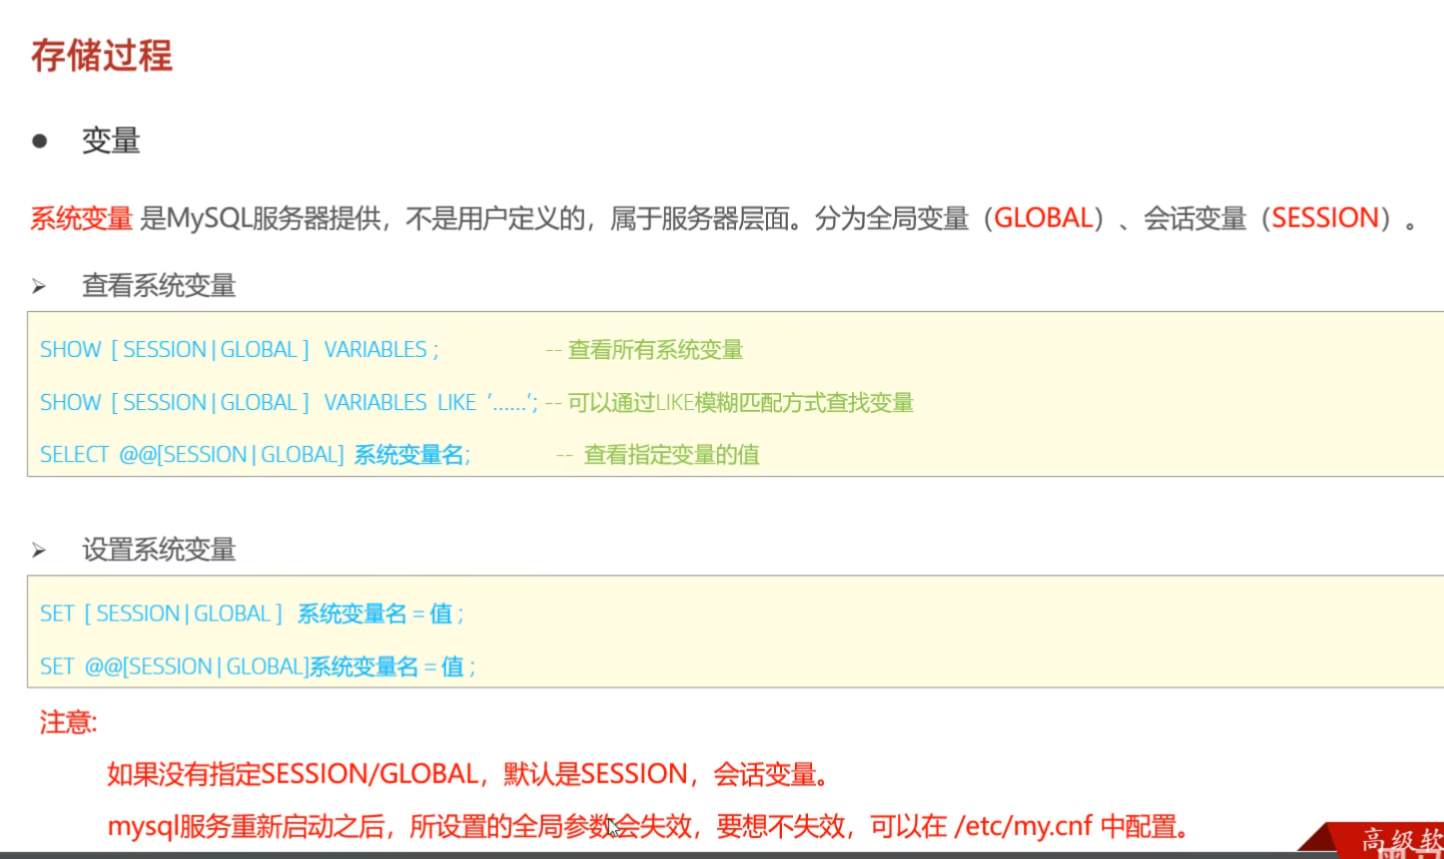 存储过程
● 变量
系统变量 是MySQL服务器提供，不是用户定义的，属于服务器层面。分为全局变量（GLOBAL）、会话变量（SESSION）。
➢ 查看系统变量
SHOW [ SESSION | GLOBAL ] VARIABLES ; -- 查看所有系统变量
SHOW [ SESSION | GLOBAL ] VARIABLES LIKE '......'; -- 可以通过LIKE模糊匹配方式查找变量
SELECT @@[SESSION | GLOBAL] 系统变量名; -- 查看指定变量的值
➢ 设置系统变量
SET [ SESSION | GLOBAL ] 系统变量名 = 值 ;
SET @@[SESSION | GLOBAL]系统变量名 = 值 ;
注意:
如果没有指定SESSION/GLOBAL，默认是SESSION，会话变量。
mysql服务重新启动之后，所设置的全局参数会失效，要想不失效，可以在 /etc/my.cnf 中配置。
高级软